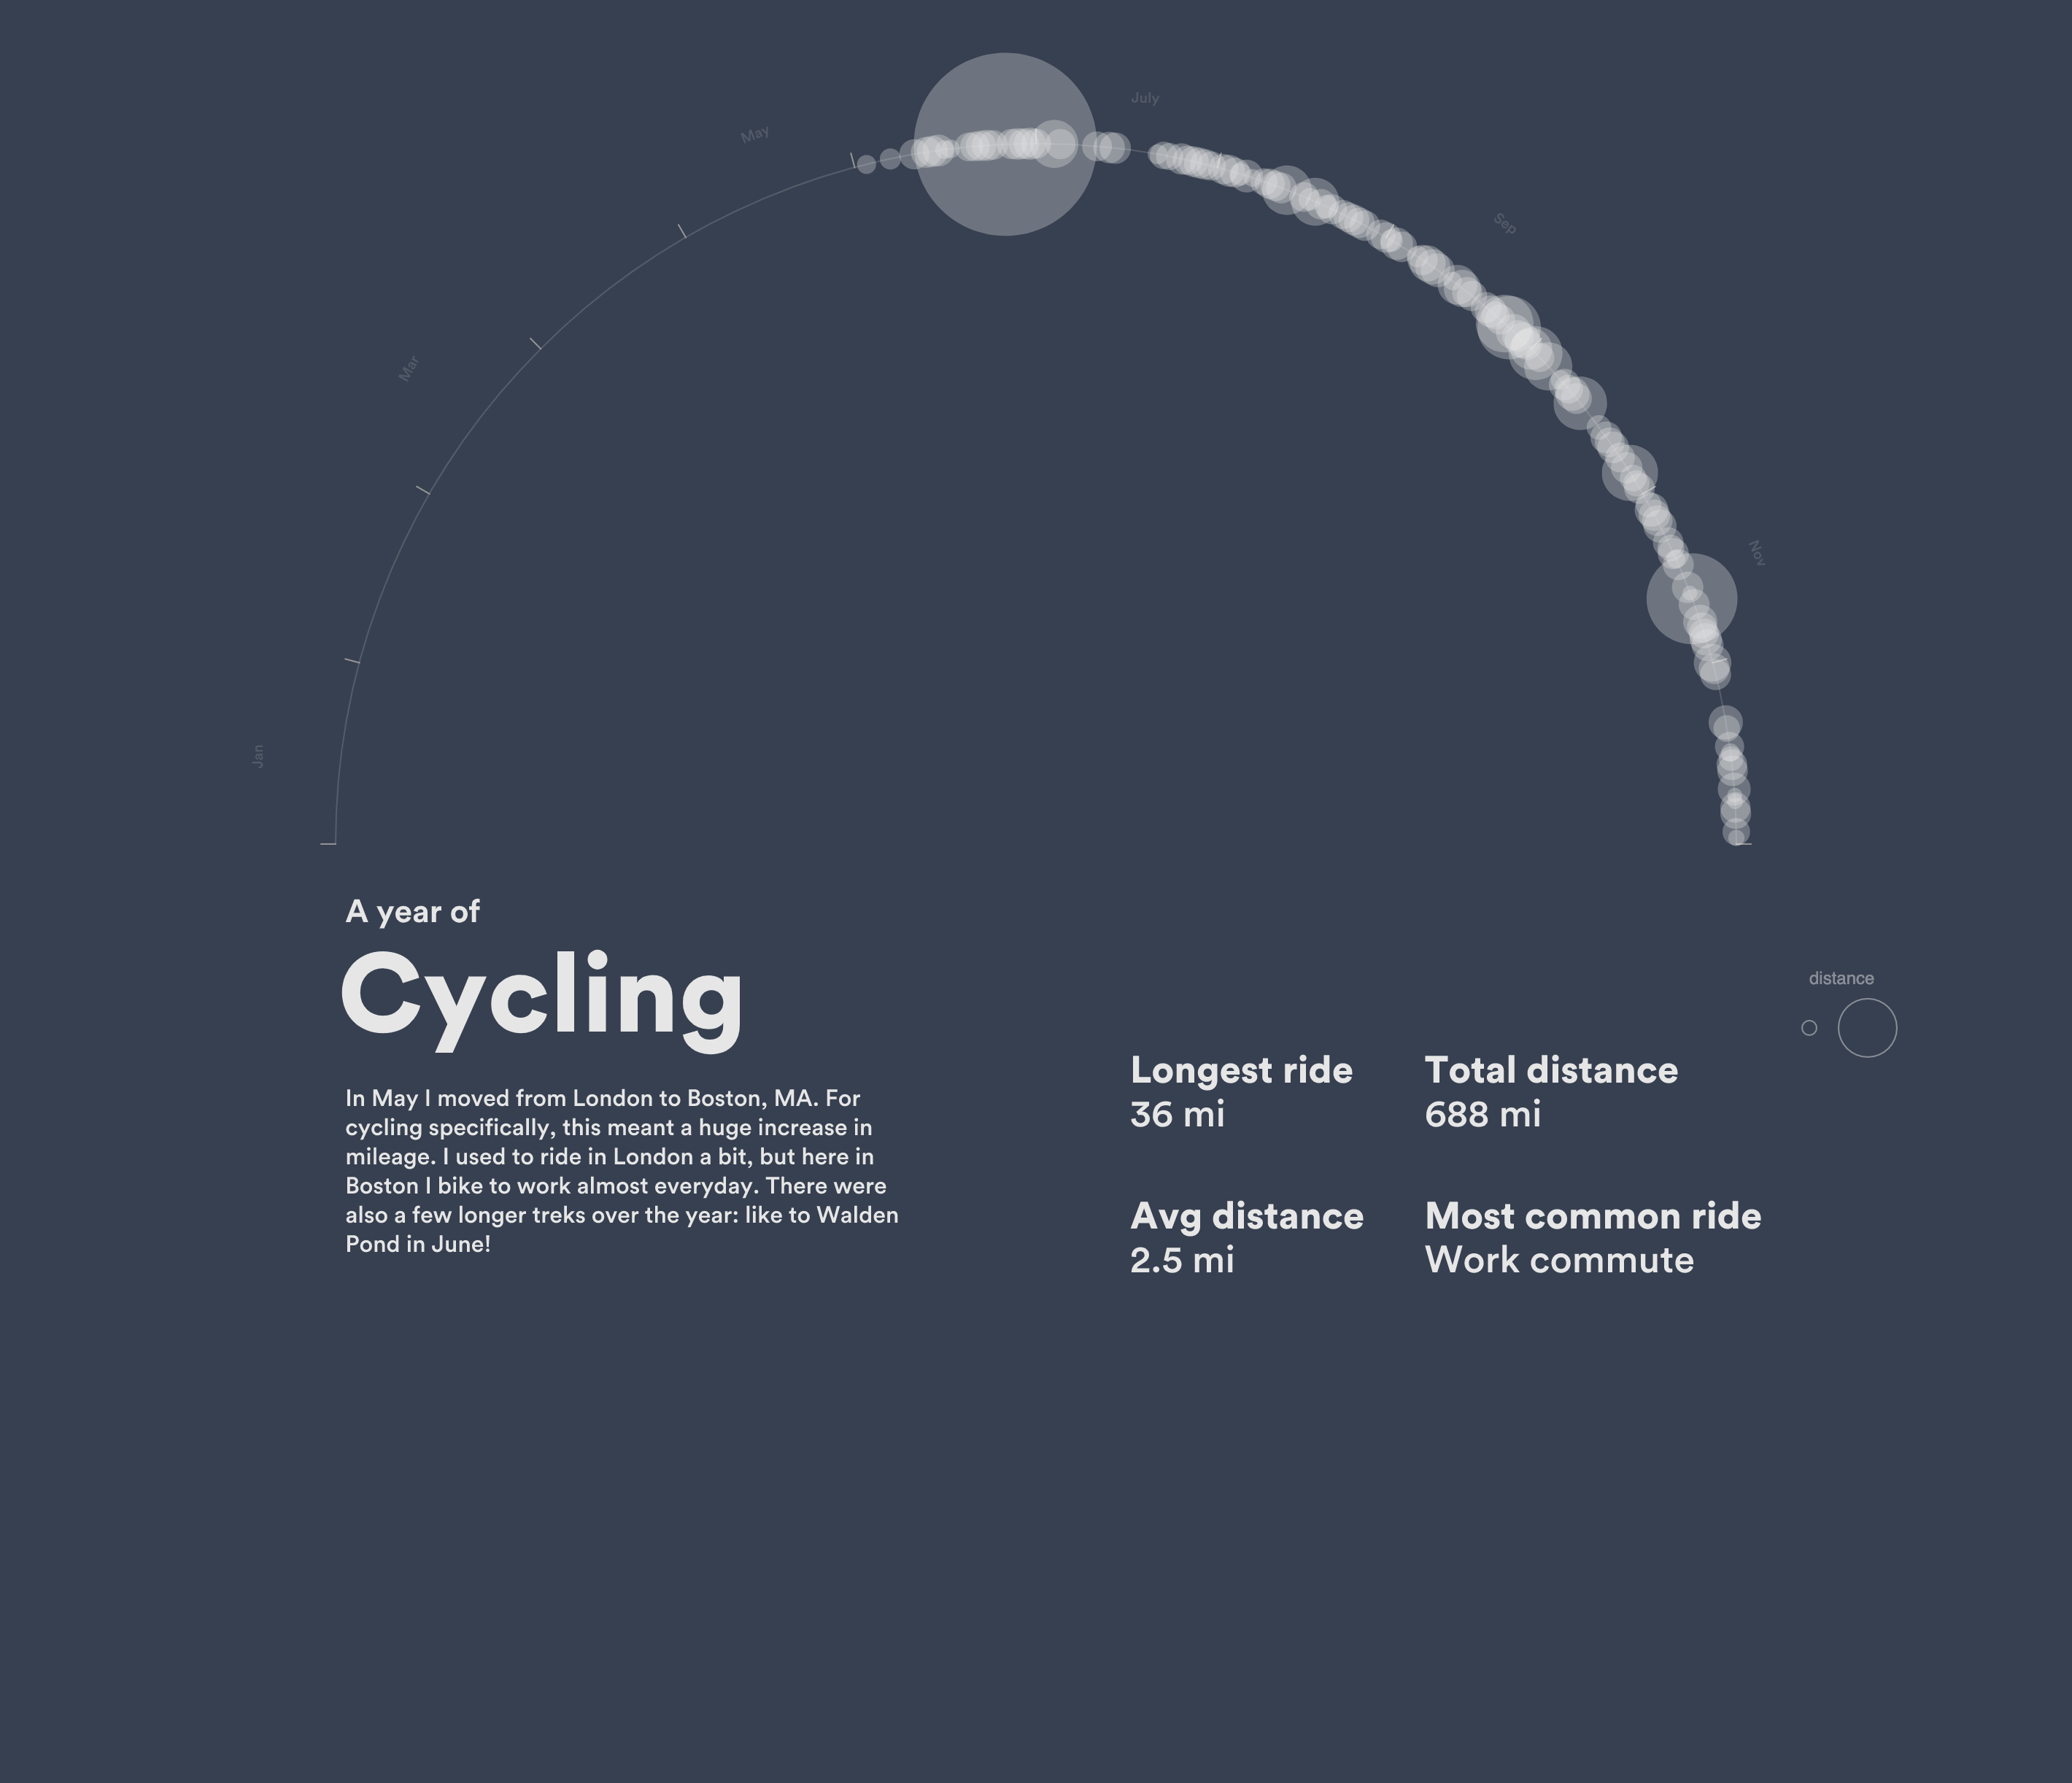 Jan
Mar
May
July
Sep
Nov
A year of
Cycling
In May I moved from London to Boston, MA. For
cycling specifically, this meant a huge increase in
mileage. I used to ride in London a bit, but here in
Boston I bike to work almost everyday. There were
also a few longer treks over the year: like to Walden
Pond in June!
distance
Longest ride
36 mi
Total distance
688 mi
Avg distance
2.5 mi
Most common ride
Work commute